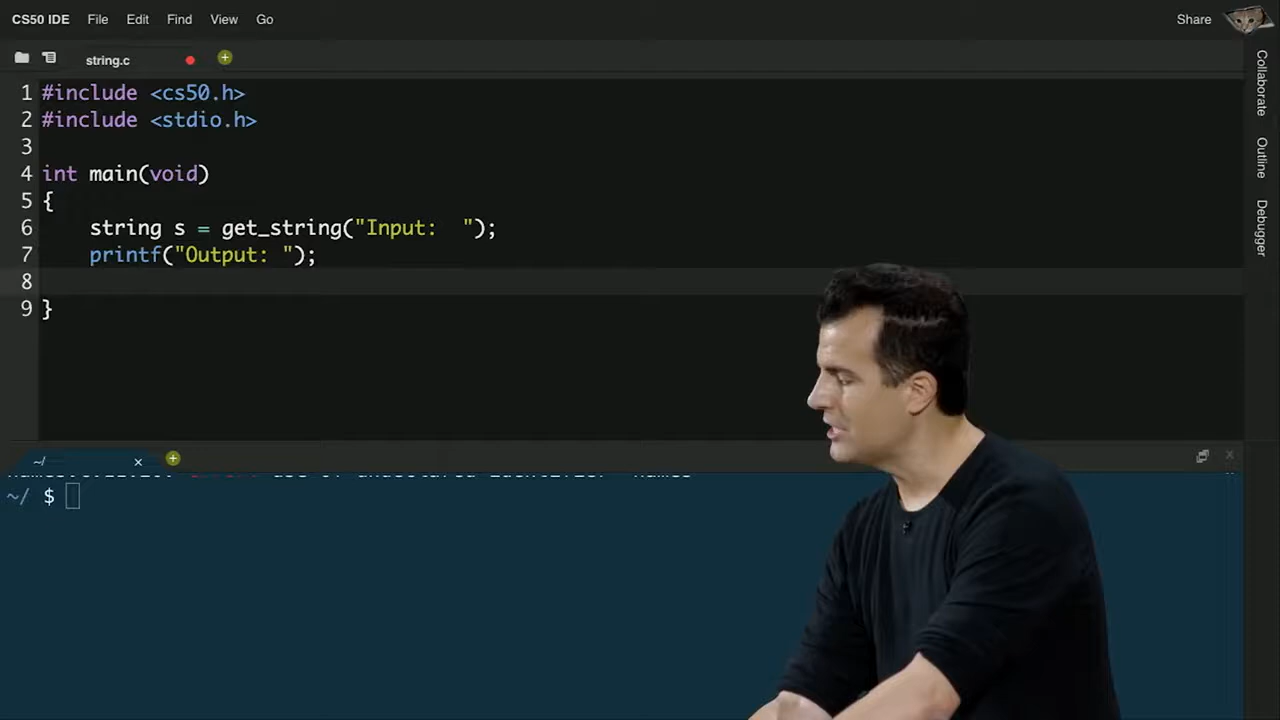 CS50 IDE File Edit Find View Go Share
string.c
1 #include <cs50.h>
2 #include <stdio.h>
3
4 int main(void)
5 {
6     string s = get_string("Input:  ");
7     printf("Output: ");
8
9 }
Collaborate
Outline
Debugger
~/
~/ $